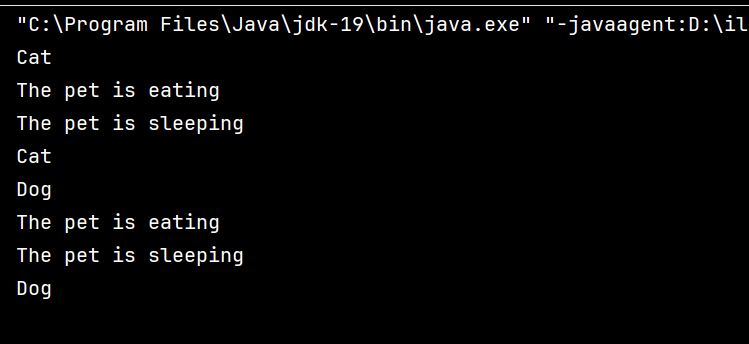 "C:\Program Files\Java\jdk-19\bin\java.exe" "-javaagent:D:\il
Cat
The pet is eating
The pet is sleeping
Cat
Dog
The pet is eating
The pet is sleeping
Dog